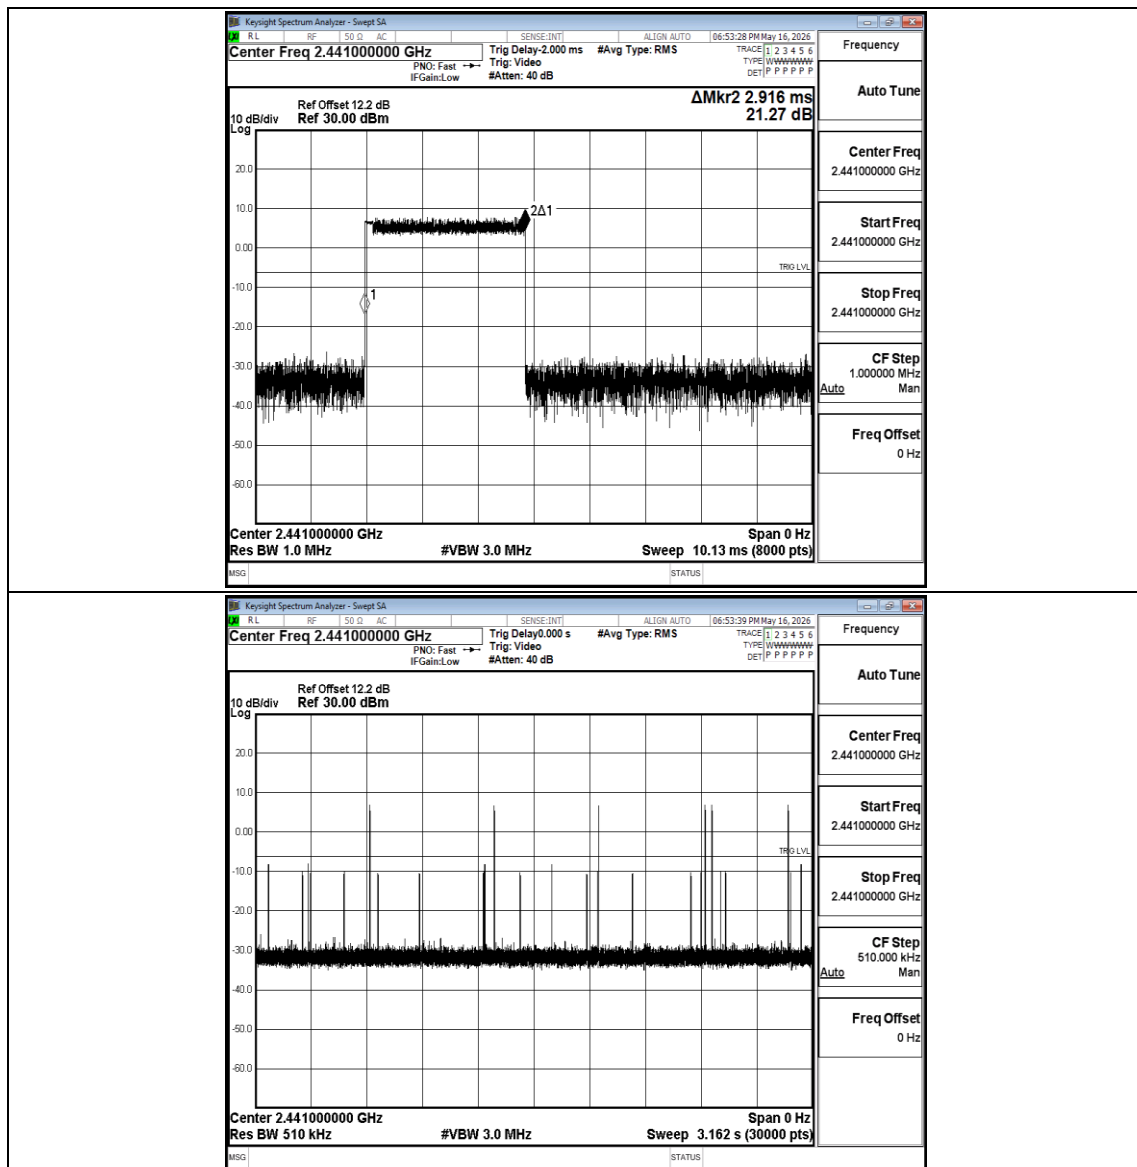 Keysight Spectrum Analyzer - Swept SA
RL RF 50 Ω AC SENSE:INT ALIGN AUTO 06:53:28 PM May 16, 2026
Center Freq 2.441000000 GHz Trig Delay-2.000 ms #Avg Type: RMS TRACE 1 2 3 4 5 6 Frequency
PNO: Fast Trig: Video TYPE WWWWWW
IFGain:Low #Atten: 40 dB DET P P P P P P
Auto Tune
Ref Offset 12.2 dB ΔMkr2 2.916 ms
10 dB/div Ref 30.00 dBm 21.27 dB
Log
Center Freq
2.441000000 GHz
20.0
10.0 2Δ1
Start Freq
2.441000000 GHz
0.00
TRIG LVL
-10.0 1
Stop Freq
2.441000000 GHz
-20.0
-30.0
CF Step
1.000000 MHz
Auto Man
-40.0
Freq Offset
0 Hz
-50.0
-60.0
Center 2.441000000 GHz Span 0 Hz
Res BW 1.0 MHz #VBW 3.0 MHz Sweep 10.13 ms (8000 pts)
MSG STATUS
Keysight Spectrum Analyzer - Swept SA
RL RF 50 Ω AC SENSE:INT ALIGN AUTO 06:53:39 PM May 16, 2026
Center Freq 2.441000000 GHz Trig Delay0.000 s #Avg Type: RMS TRACE 1 2 3 4 5 6 Frequency
PNO: Fast Trig: Video TYPE WWWWWW
IFGain:Low #Atten: 40 dB DET P P P P P P
Auto Tune
Ref Offset 12.2 dB
10 dB/div Ref 30.00 dBm
Log
Center Freq
2.441000000 GHz
20.0
10.0
Start Freq
2.441000000 GHz
0.00
TRIG LVL
-10.0
Stop Freq
2.441000000 GHz
-20.0
-30.0
CF Step
510.000 kHz
Auto Man
-40.0
Freq Offset
0 Hz
-50.0
-60.0
Center 2.441000000 GHz Span 0 Hz
Res BW 510 kHz #VBW 3.0 MHz Sweep 3.162 s (30000 pts)
MSG STATUS